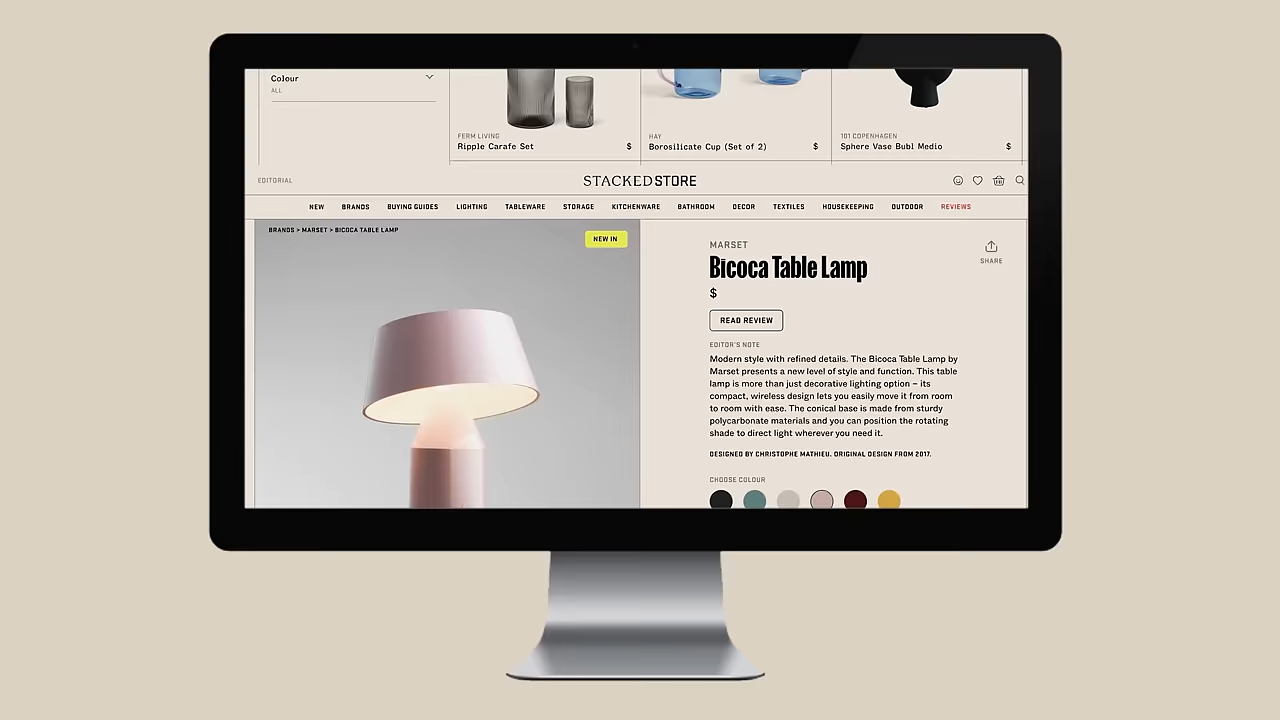 Colour
ALL
FERM LIVING
Ripple Carafe Set $
HAY
Borosilicate Cup (Set of 2) $
101 COPENHAGEN
Sphere Vase Bubl Medio $
EDITORIAL
STACKED STORE
NEW BRANDS BUYING GUIDES LIGHTING TABLEWARE STORAGE KITCHENWARE BATHROOM DECOR TEXTILES HOUSEKEEPING OUTDOOR REVIEWS
BRANDS > MARSET > BICOCA TABLE LAMP
NEW IN
MARSET
Bicoca Table Lamp
$
SHARE
READ REVIEW
EDITOR'S NOTE
Modern style with refined details. The Bicoca Table Lamp by
Marset presents a new level of style and function. This table
lamp is more than just decorative lighting option – its
compact, wireless design lets you easily move it from room
to room with ease. The conical base is made from sturdy
polycarbonate materials and you can position the rotating
shade to direct light wherever you need it.
DESIGNED BY CHRISTOPHE MATHIEU. ORIGINAL DESIGN FROM 2017.
CHOOSE COLOUR